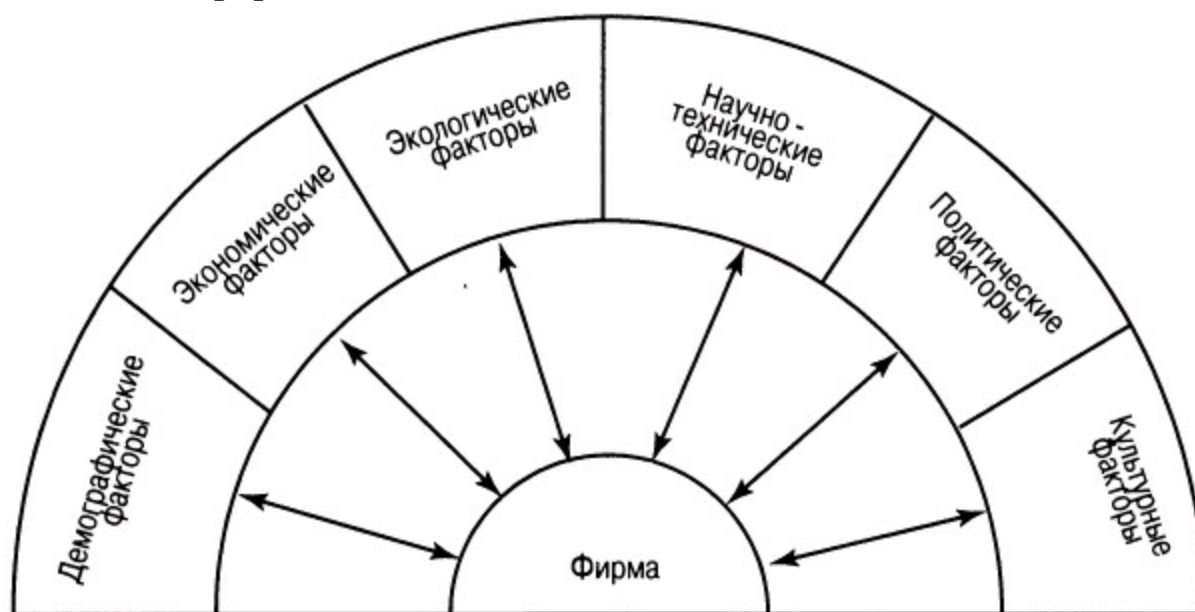 Демографические
факторы
Экономические
факторы
Экологические
факторы
Научно -
технические
факторы
Политические
факторы
Культурные
факторы
Фирма